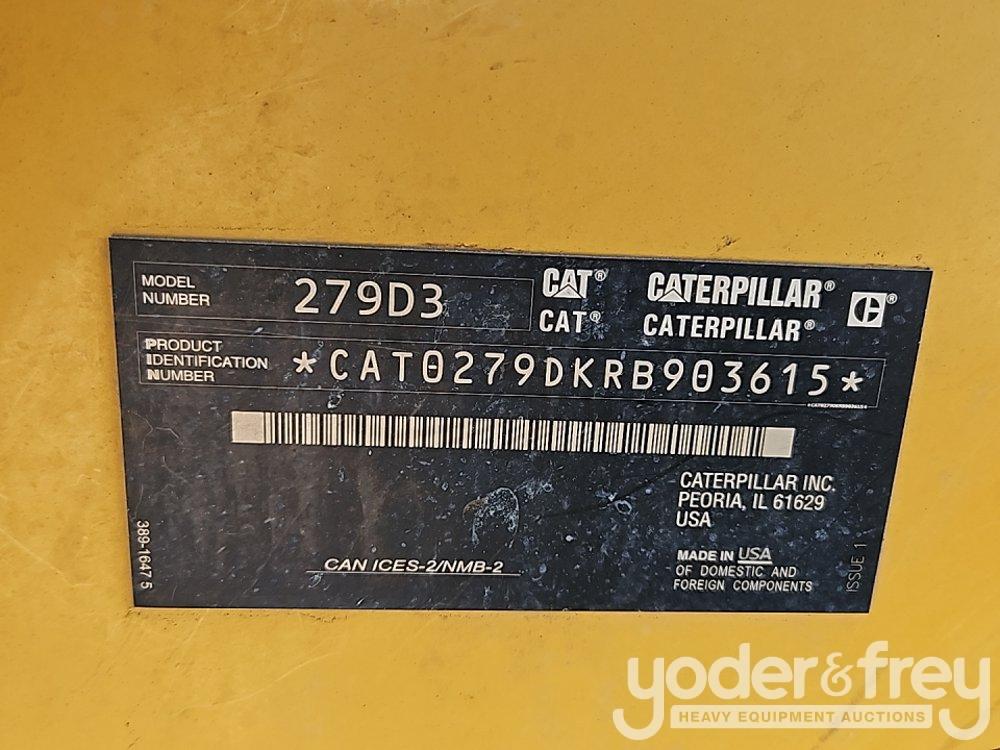 MODEL
NUMBER
279D3
CAT®
CATERPILLAR®
CAT®
CATERPILLAR®
C®
PRODUCT
IDENTIFICATION
NUMBER
*CAT0279DKRB903615*
*CAT0279DKRB903615*
CATERPILLAR INC.
PEORIA, IL 61629
USA
389-1647 5
CAN ICES-2/NMB-2
MADE IN USA
OF DOMESTIC AND
FOREIGN COMPONENTS
ISSUE 1
yoder&frey
HEAVY EQUIPMENT AUCTIONS